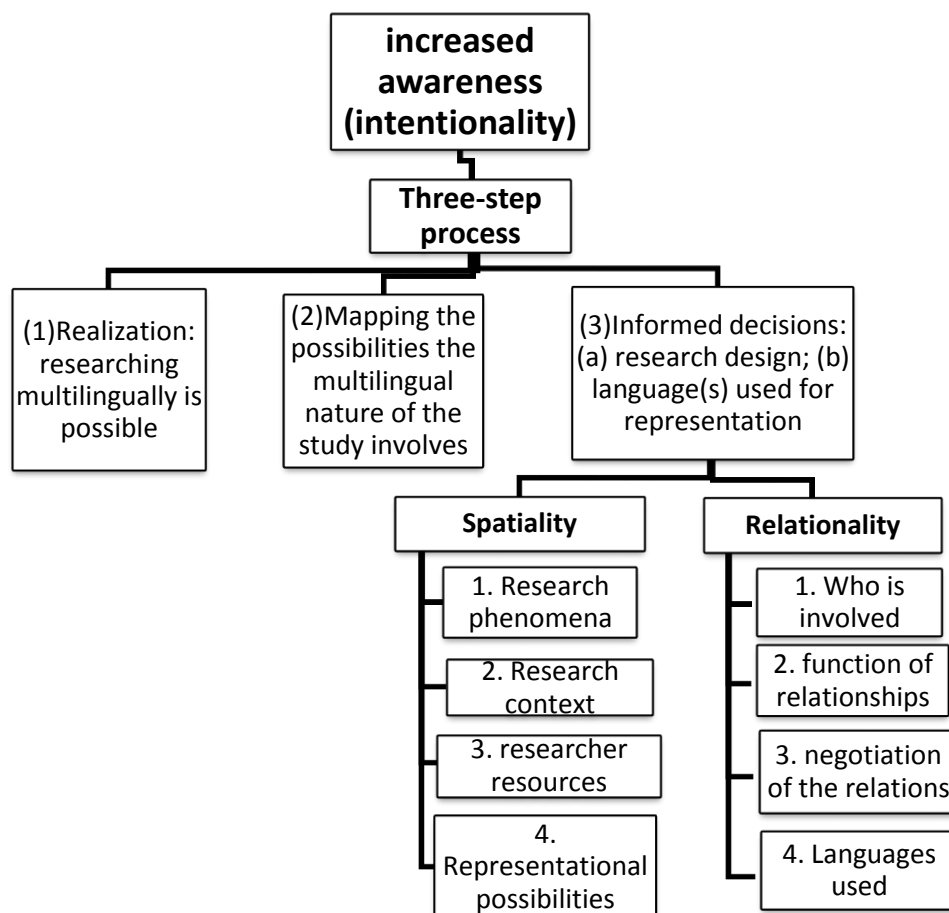 increased
awareness
(intentionality)
Three-step
process
(1)Realization:
researching
multilingually is
possible
(2)Mapping the
possibilities the
multilingual
nature of the
study involves
(3)Informed decisions:
(a) research design; (b)
language(s) used for
representation
Spatiality
1. Research
phenomena
2. Research
context
3. researcher
resources
4.
Representational
possibilities
Relationality
1. Who is
involved
2. function of
relationships
3. negotiation
of the relations
4. Languages
used